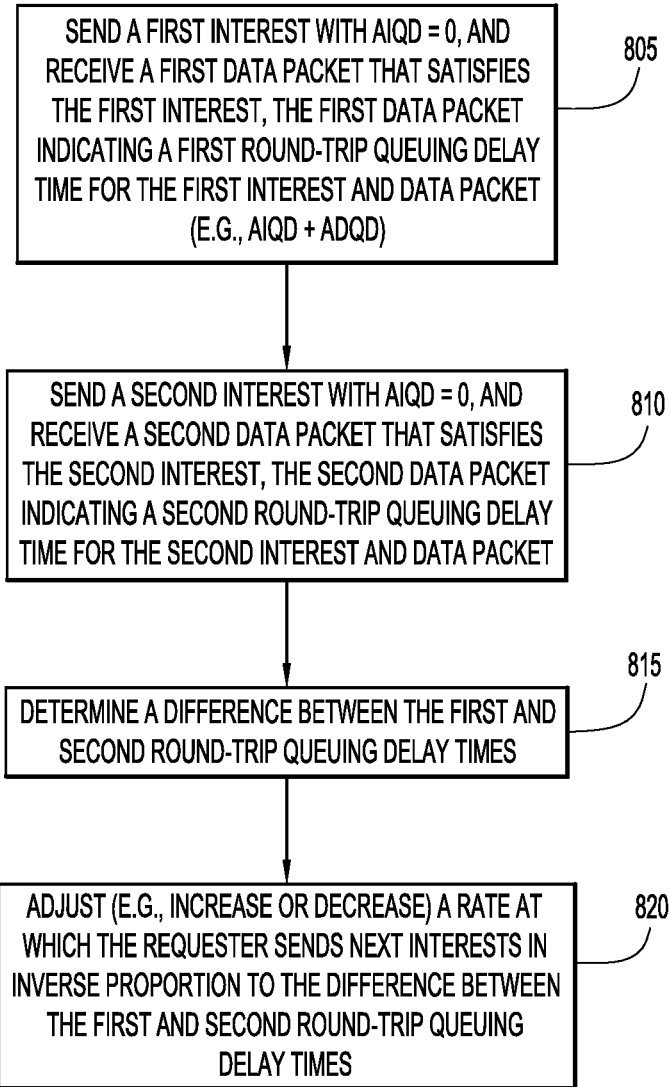 SEND A FIRST INTEREST WITH AIQD = 0, AND
RECEIVE A FIRST DATA PACKET THAT SATISFIES
THE FIRST INTEREST, THE FIRST DATA PACKET
INDICATING A FIRST ROUND-TRIP QUEUING DELAY
TIME FOR THE FIRST INTEREST AND DATA PACKET
(E.G., AIQD + ADQD)
805
SEND A SECOND INTEREST WITH AIQD = 0, AND
RECEIVE A SECOND DATA PACKET THAT SATISFIES
THE SECOND INTEREST, THE SECOND DATA PACKET
INDICATING A SECOND ROUND-TRIP QUEUING DELAY
TIME FOR THE SECOND INTEREST AND DATA PACKET
810
DETERMINE A DIFFERENCE BETWEEN THE FIRST AND
SECOND ROUND-TRIP QUEUING DELAY TIMES
815
ADJUST (E.G., INCREASE OR DECREASE) A RATE AT
WHICH THE REQUESTER SENDS NEXT INTERESTS IN
INVERSE PROPORTION TO THE DIFFERENCE BETWEEN
THE FIRST AND SECOND ROUND-TRIP QUEUING
DELAY TIMES
820